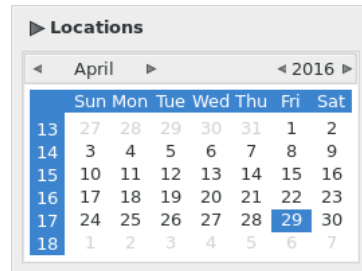 Locations
April 2016
Sun Mon Tue Wed Thu Fri Sat
13 27 28 29 30 31 1 2
14 3 4 5 6 7 8 9
15 10 11 12 13 14 15 16
16 17 18 19 20 21 22 23
17 24 25 26 27 28 29 30
18 1 2 3 4 5 6 7